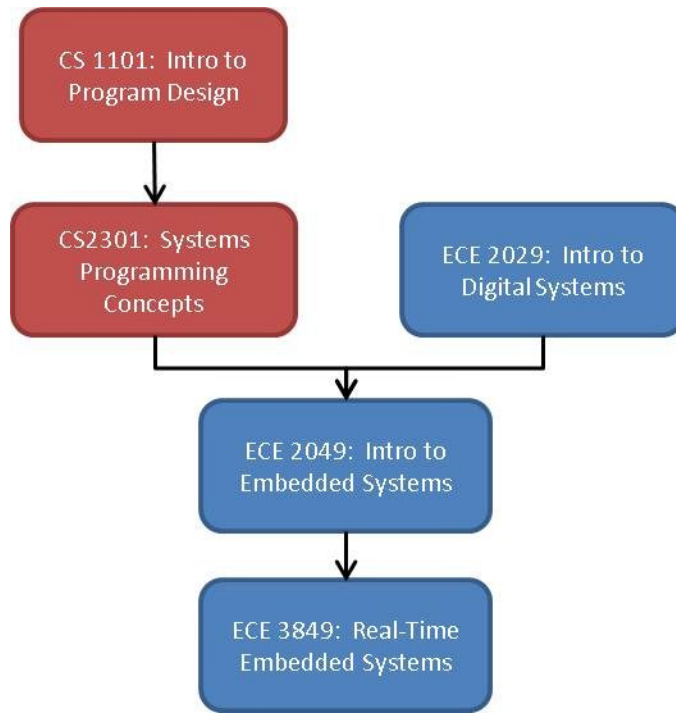 CS 1101:  Intro to
Program Design
CS2301:  Systems
Programming
Concepts
ECE 2029:  Intro to
Digital Systems
ECE 2049:  Intro to
Embedded Systems
ECE 3849:  Real-Time
Embedded Systems